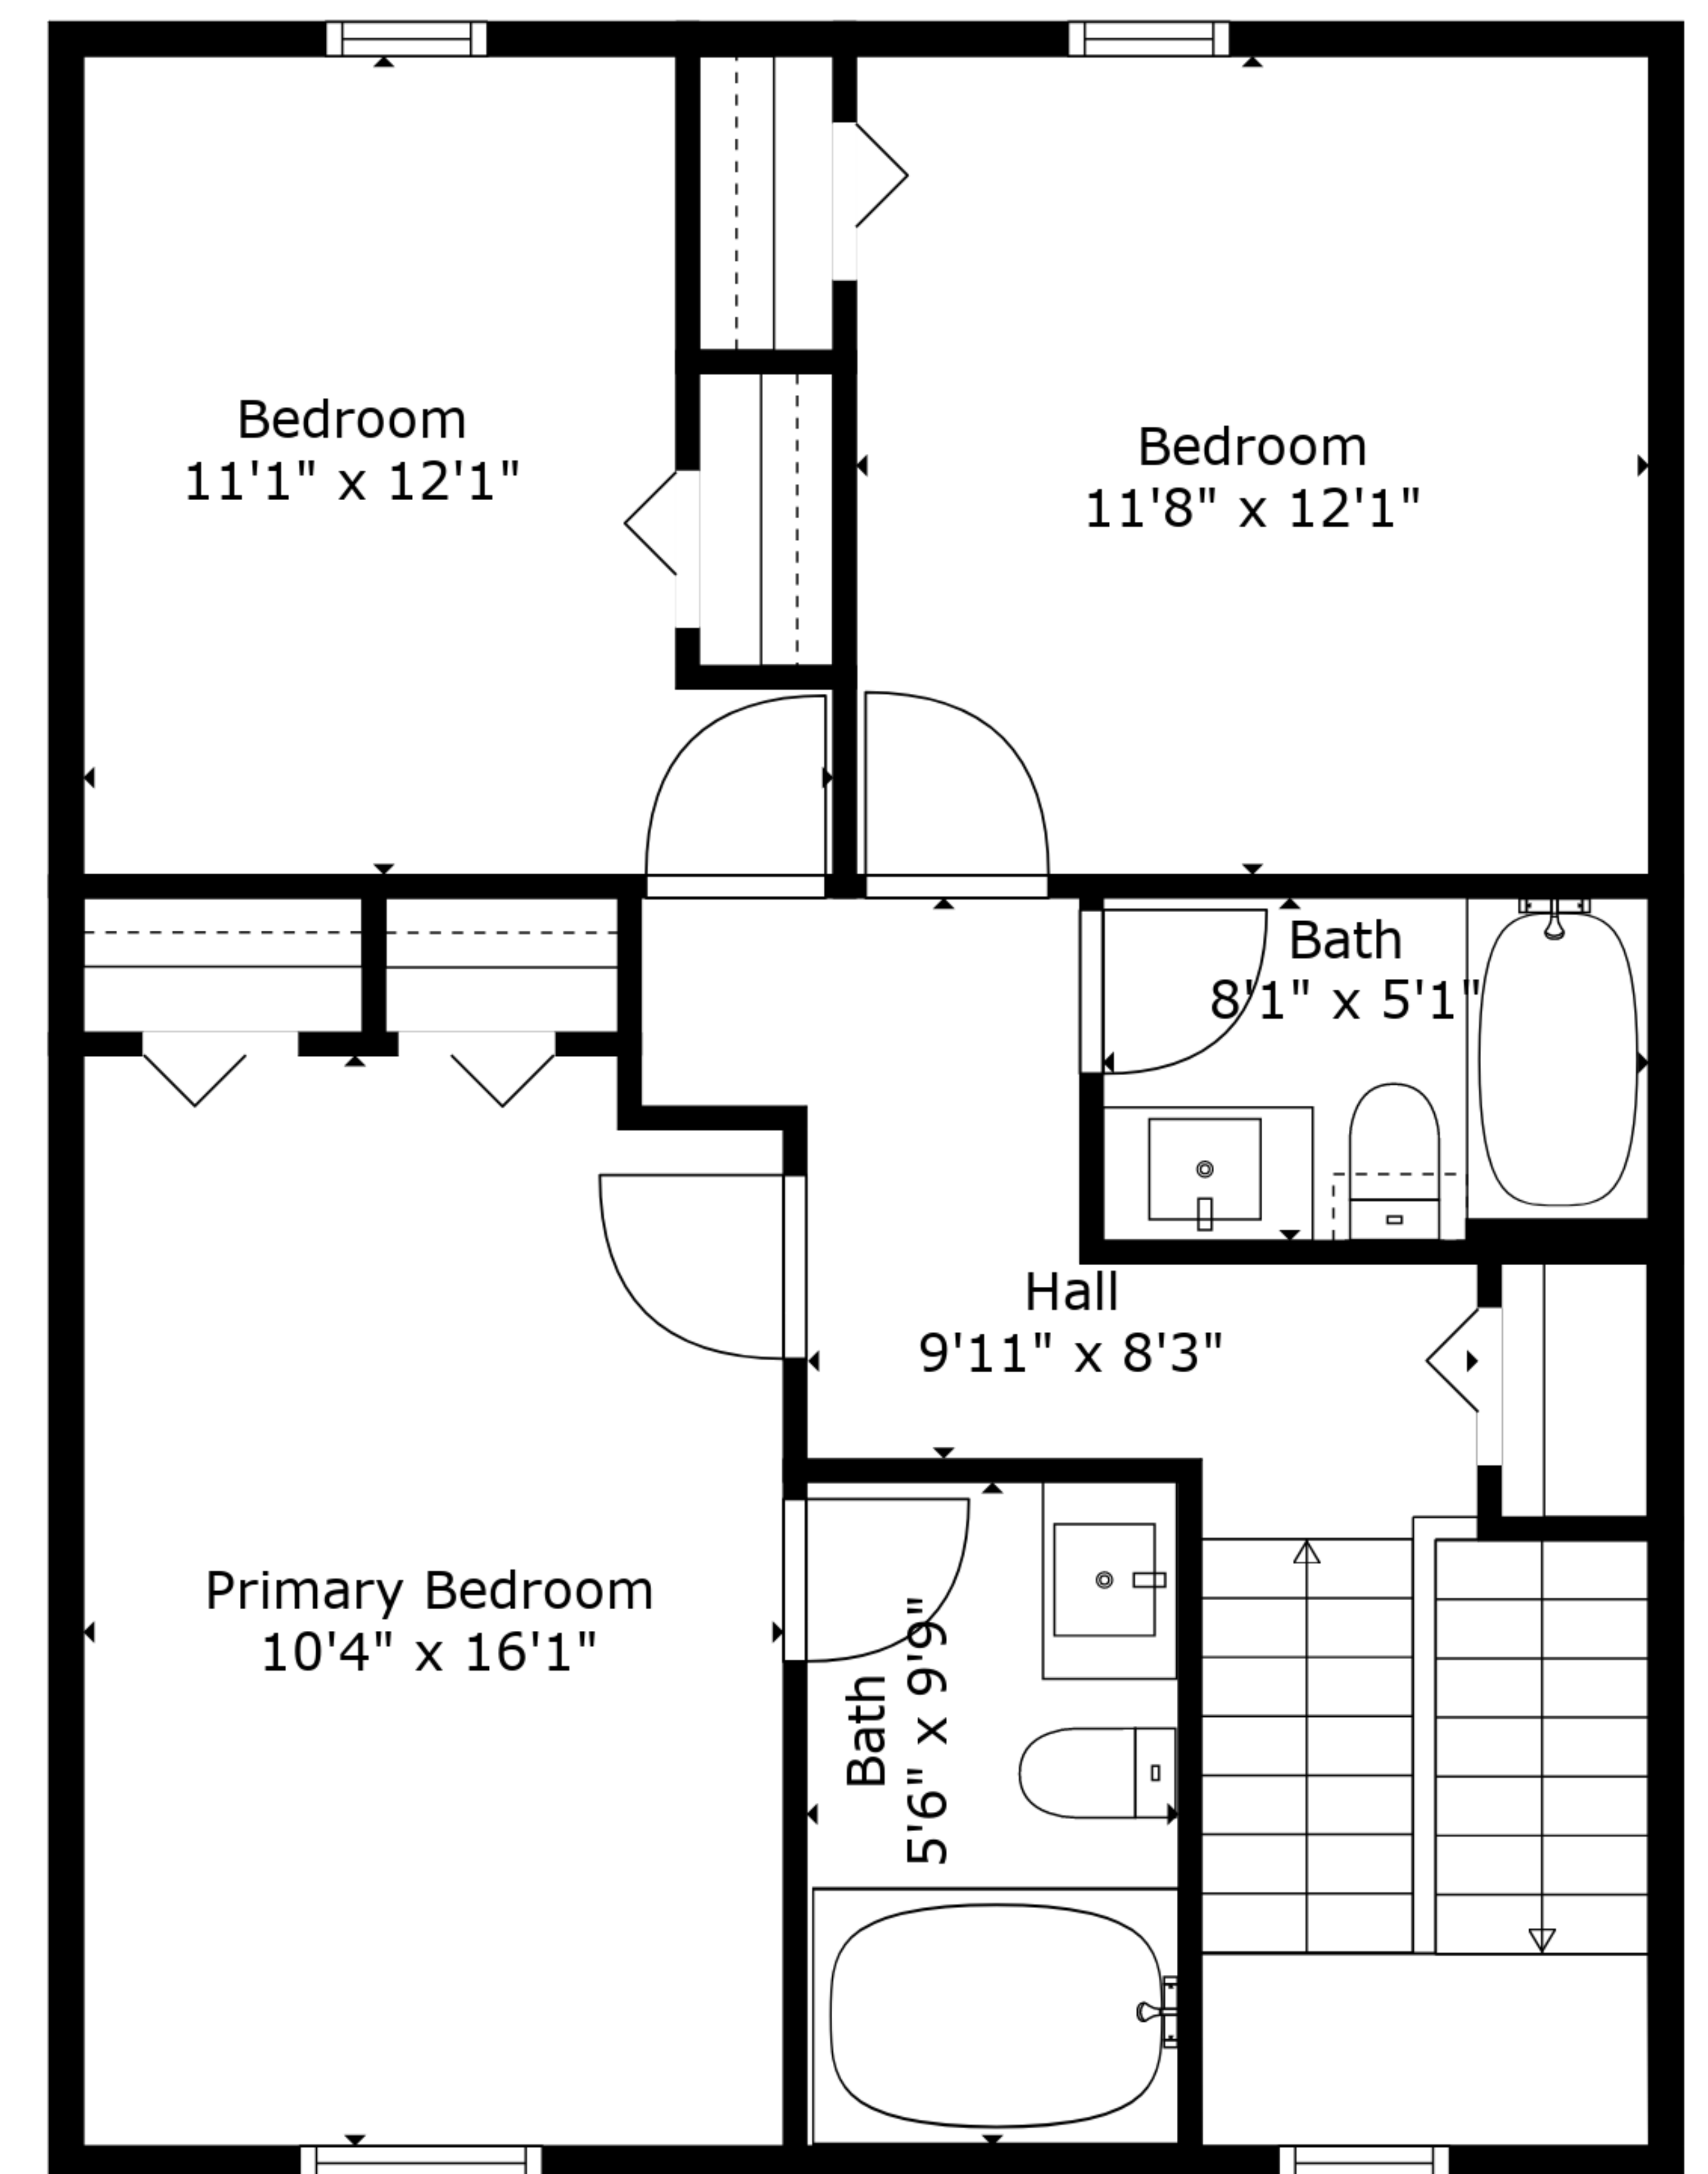 Bedroom
11'1" x 12'1"
Bedroom
11'8" x 12'1"
Bath
8'1" x 5'1"
Hall
9'11" x 8'3"
Primary Bedroom
10'4" x 16'1"
Bath
5'6" x 9'9"